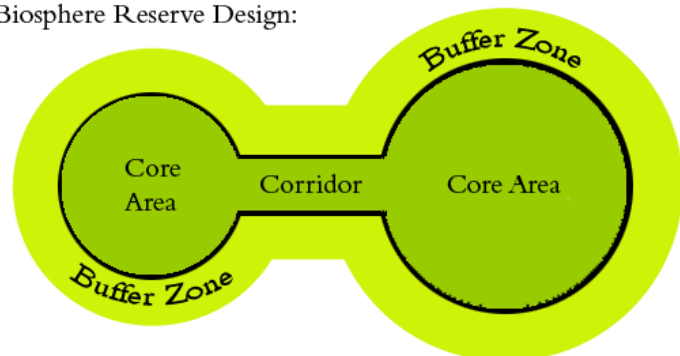 Biosphere Reserve Design:
Buffer Zone
Core
Area
Corridor
Core Area
Buffer Zone